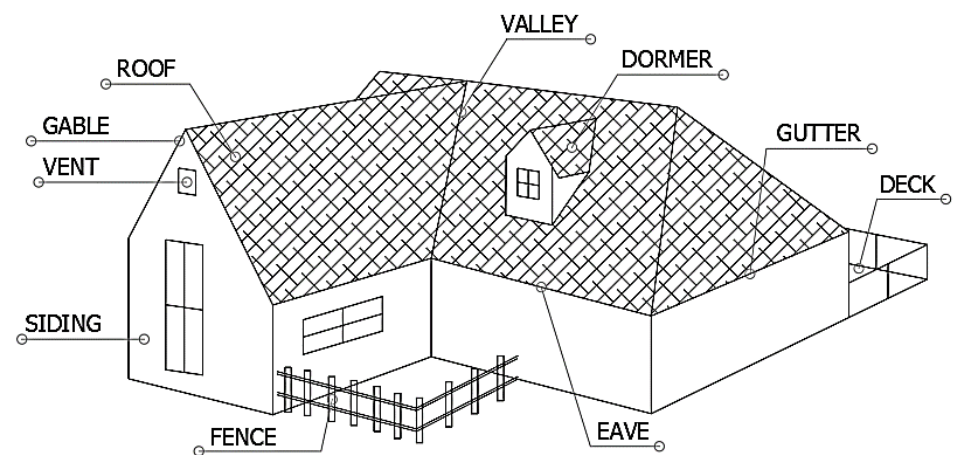 VALLEY
DORMER
ROOF
GABLE
GUTTER
VENT
DECK
SIDING
EAVE
FENCE